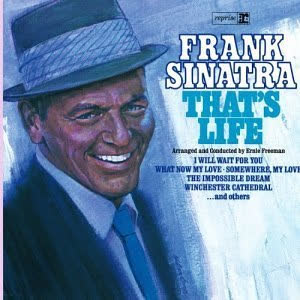 reprise
FRANK
SINATRA
THAT'S
LIFE
Arranged and Conducted by Ernie Freeman
I WILL WAIT FOR YOU
WHAT NOW MY LOVE · SOMEWHERE, MY LOVE
THE IMPOSSIBLE DREAM
WINCHESTER CATHEDRAL
...and others